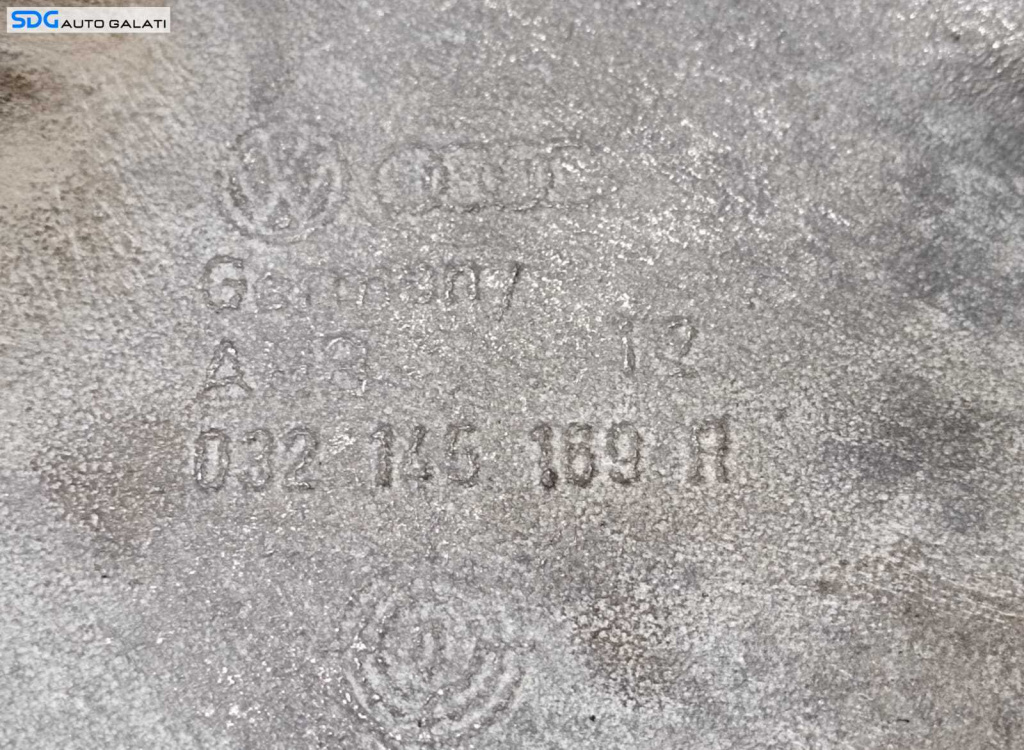 SDG AUTO GALATI
Germany
12
032 145 169 R